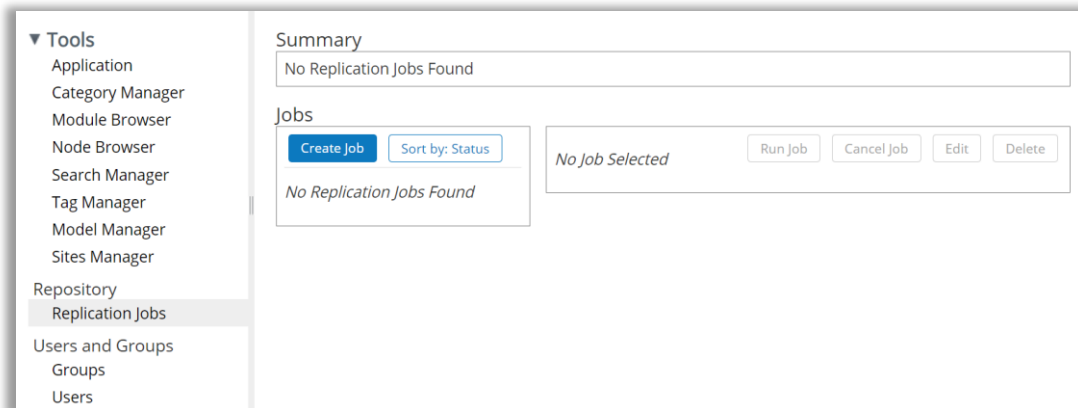 Tools
Application
Category Manager
Module Browser
Node Browser
Search Manager
Tag Manager
Model Manager
Sites Manager
Repository
Replication Jobs
Users and Groups
Groups
Users
Summary
No Replication Jobs Found
Jobs
Create Job Sort by: Status
No Replication Jobs Found
No Job Selected Run Job Cancel Job Edit Delete